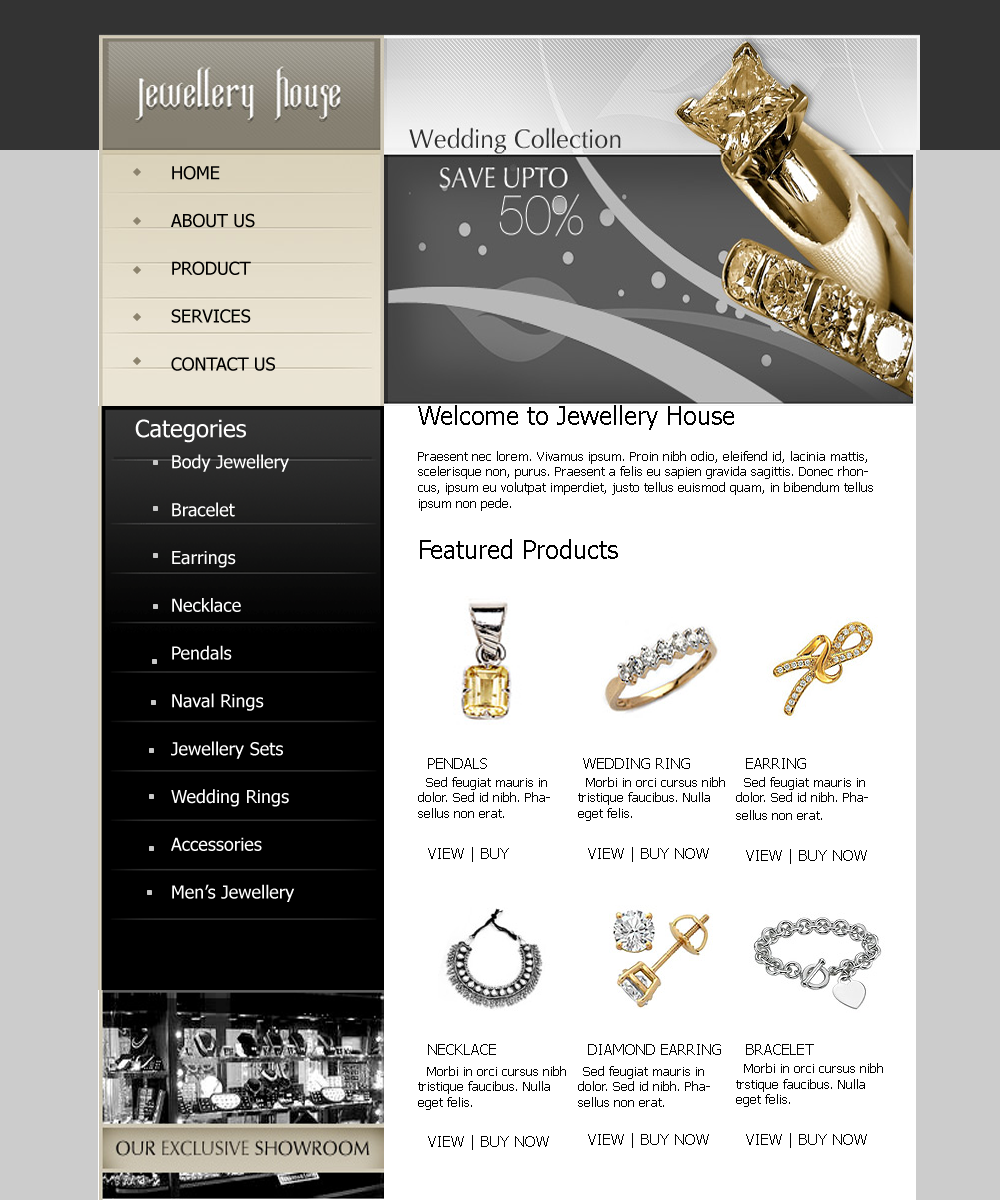 Jewellery House
HOME
ABOUT US
PRODUCT
SERVICES
CONTACT US
Wedding Collection
SAVE UPTO
50%
Categories
Body Jewellery
Bracelet
Earrings
Necklace
Pendals
Naval Rings
Jewellery Sets
Wedding Rings
Accessories
Men’s Jewellery
OUR EXCLUSIVE SHOWROOM
Welcome to Jewellery House
Praesent nec lorem. Vivamus ipsum. Proin nibh odio, eleifend id, lacinia mattis,
scelerisque non, purus. Praesent a felis eu sapien gravida sagittis. Donec rhon-
cus, ipsum eu volutpat imperdiet, justo tellus euismod quam, in bibendum tellus
ipsum non pede.
Featured Products
PENDALS
Sed feugiat mauris in
dolor. Sed id nibh. Pha-
sellus non erat.
VIEW | BUY
WEDDING RING
Morbi in orci cursus nibh
tristique faucibus. Nulla
eget felis.
VIEW | BUY NOW
EARRING
Sed feugiat mauris in
dolor. Sed id nibh. Pha-
sellus non erat.
VIEW | BUY NOW
NECKLACE
Morbi in orci cursus nibh
tristique faucibus. Nulla
eget felis.
VIEW | BUY NOW
DIAMOND EARRING
Sed feugiat mauris in
dolor. Sed id nibh. Pha-
sellus non erat.
VIEW | BUY NOW
BRACELET
Morbi in orci cursus nibh
trstique faucibus. Nulla
eget felis.
VIEW | BUY NOW